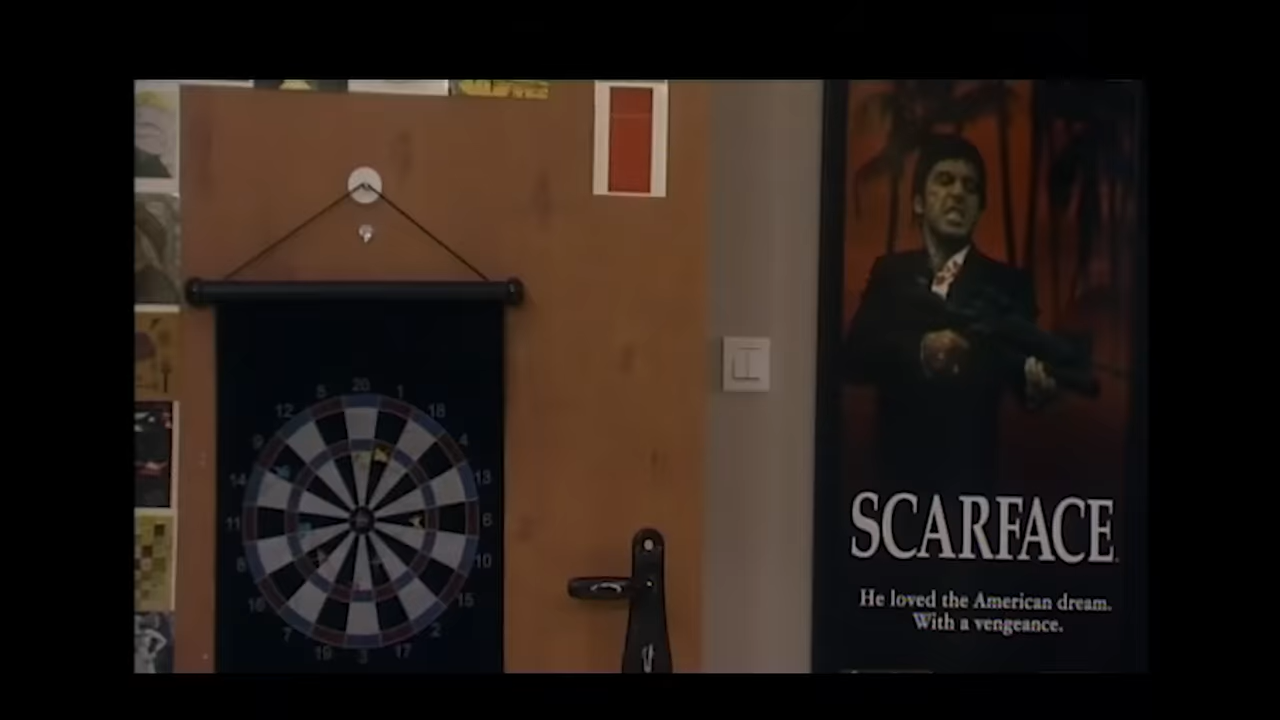 20
5 1
12 18
9 4
14 13
11 6
8 10
16 15
7 2
19 3 17
SCARFACE
He loved the American dream.
With a vengeance.